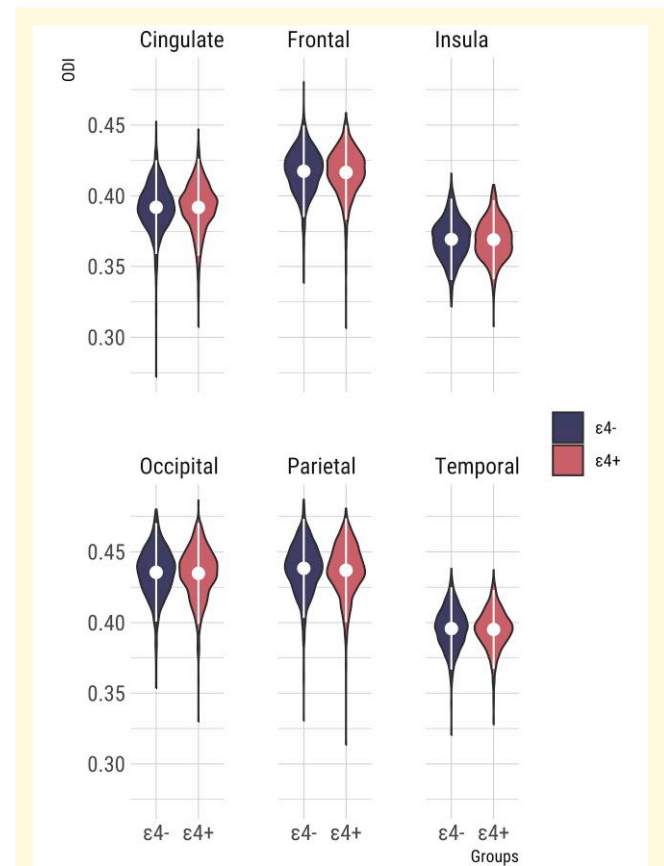 Cingulate Frontal Insula
ODI
0.45
0.40
0.35
0.30
ε4-
ε4+
Occipital Parietal Temporal
0.45
0.40
0.35
0.30
ε4- ε4+ ε4- ε4+ ε4- ε4+
Groups